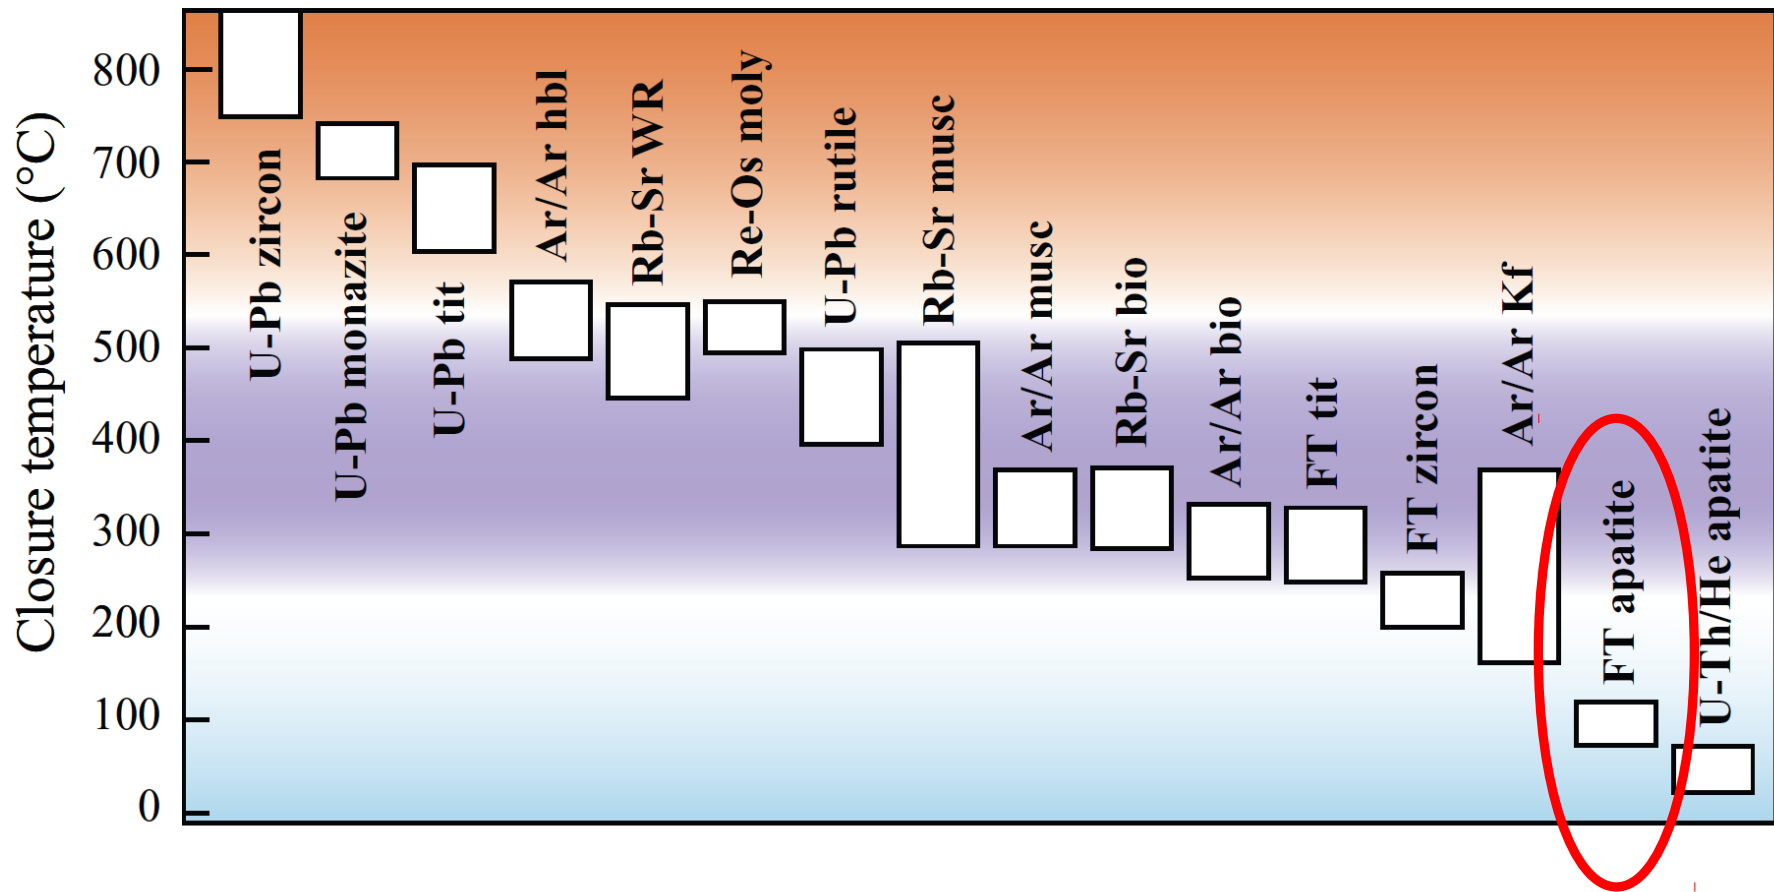 Closure temperature (°C)
800
700
600
500
400
300
200
100
0
U-Pb zircon
U-Pb monazite
U-Pb tit
Ar/Ar hbl
Rb-Sr WR
Re-Os moly
U-Pb rutile
Rb-Sr musc
Ar/Ar musc
Rb-Sr bio
Ar/Ar bio
FT tit
FT zircon
Ar/Ar Kf
FT apatite
U-Th/He apatite